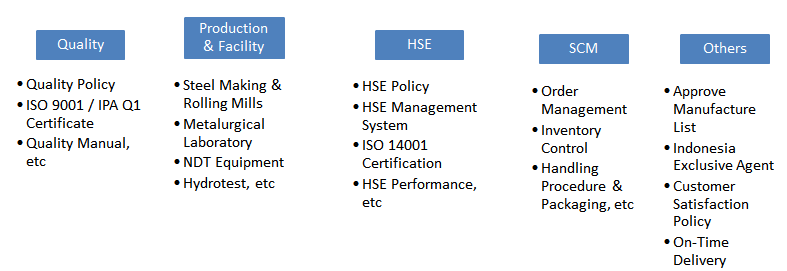 Quality
• Quality Policy
• ISO 9001 / IPA Q1
Certificate
• Quality Manual,
etc
Production
& Facility
• Steel Making &
Rolling Mills
• Metalurgical
Laboratory
• NDT Equipment
• Hydrotest, etc
HSE
• HSE Policy
• HSE Management
System
• ISO 14001
Certification
• HSE Performance,
etc
SCM
• Order
Management
• Inventory
Control
• Handling
Procedure &
Packaging, etc
Others
• Approve
Manufacture
List
• Indonesia
Exclusive Agent
• Customer
Satisfaction
Policy
• On-Time
Delivery